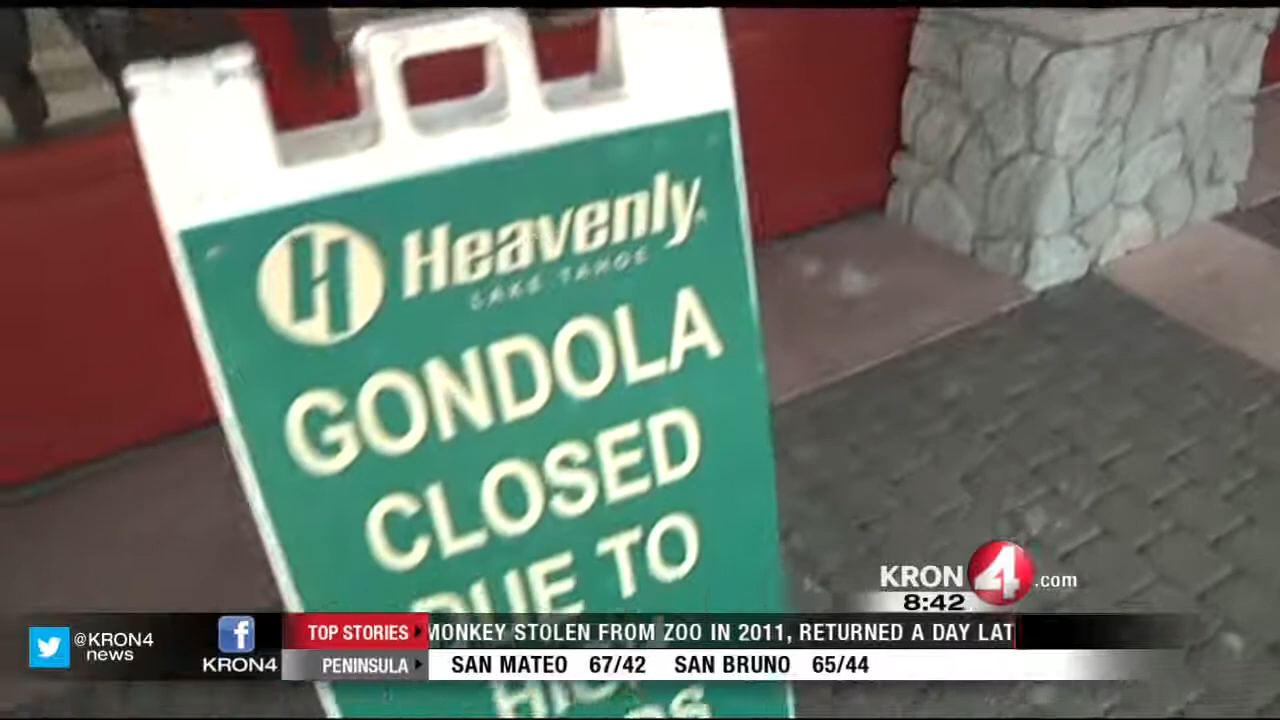 H Heavenly
LAKE TAHOE
GONDOLA
CLOSED
DUE TO
KRON 4 .com
8:42
@KRON4
news
f
KRON4
TOP STORIES
MONKEY STOLEN FROM ZOO IN 2011, RETURNED A DAY LAT
PENINSULA
SAN MATEO 67/42 SAN BRUNO 65/44